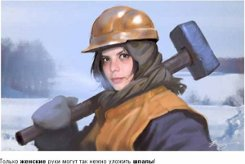 Только женские руки могут так нежно уложить шпалы!